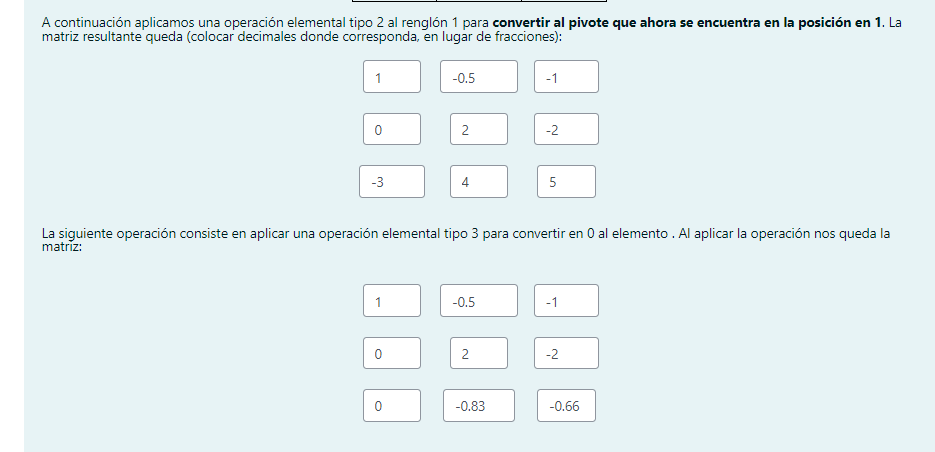 A continuación aplicamos una operación elemental tipo 2 al renglón 1 para convertir al pivote que ahora se encuentra en la posición en 1. La
matriz resultante queda (colocar decimales donde corresponda, en lugar de fracciones):
1 -0.5 -1
0 2 -2
-3 4 5
La siguiente operación consiste en aplicar una operación elemental tipo 3 para convertir en 0 al elemento . Al aplicar la operación nos queda la
matriz:
1 -0.5 -1
0 2 -2
0 -0.83 -0.66